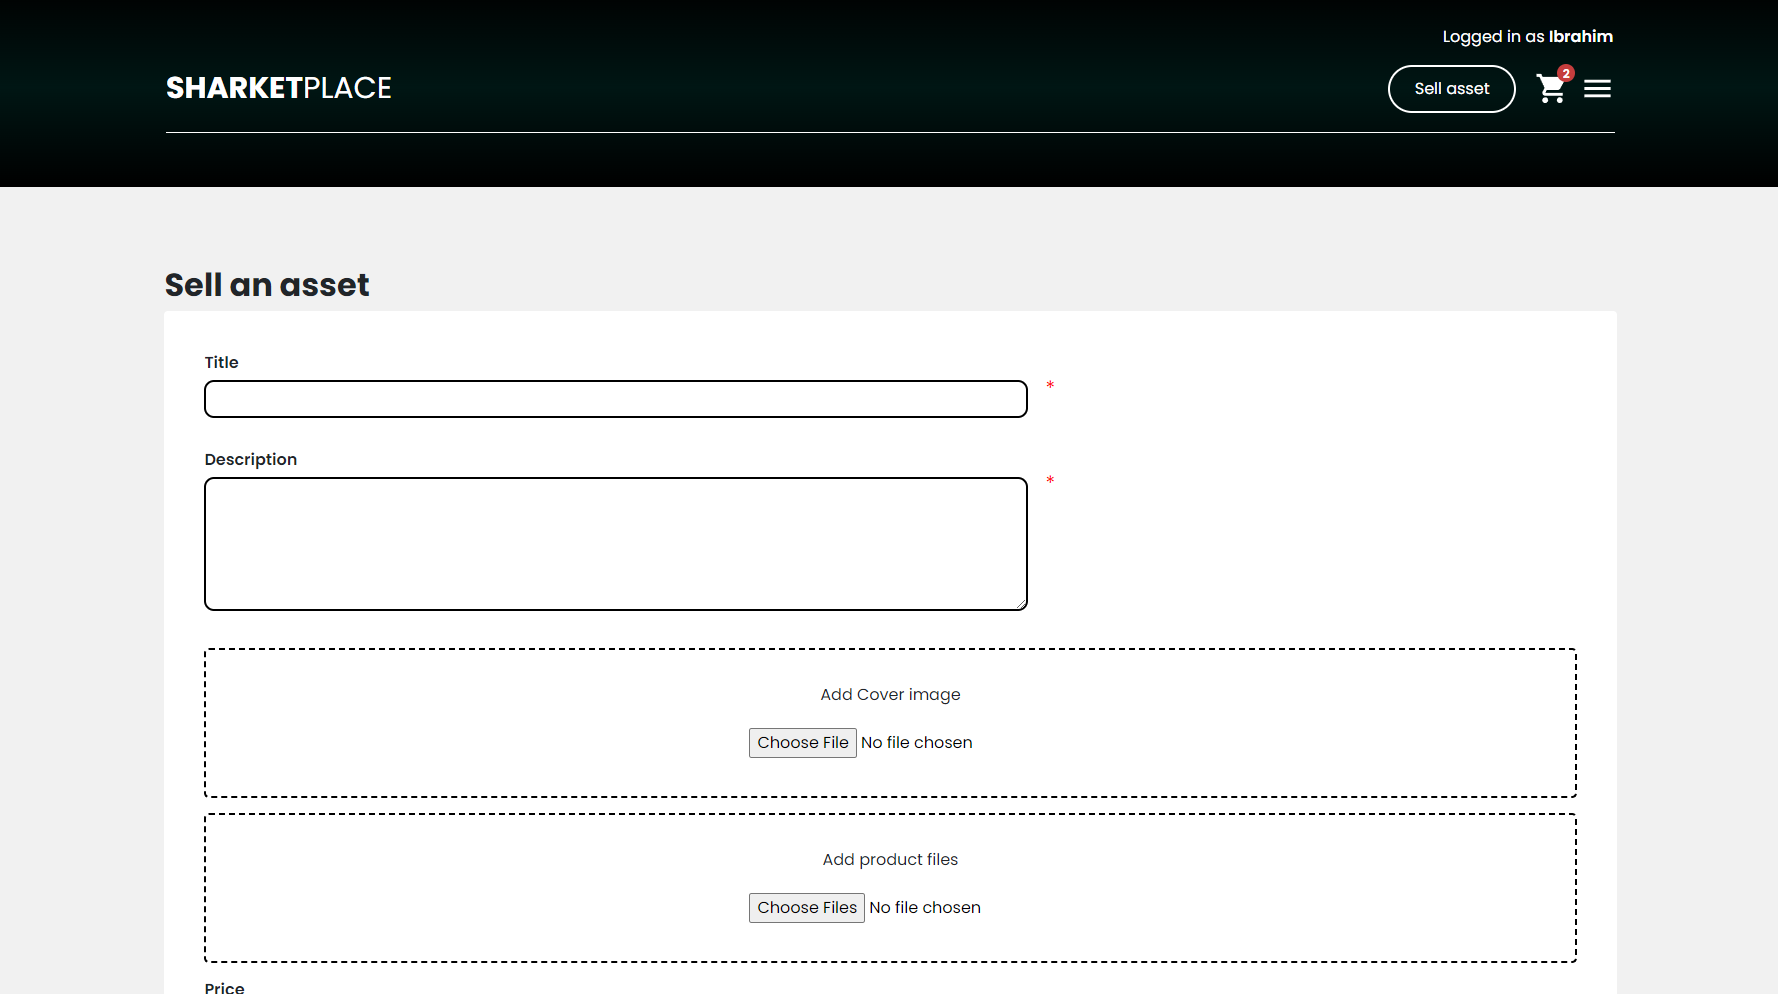 Logged in as Ibrahim
SHARKETPLACE
Sell asset
2
Sell an asset
Title
*
Description
*
Add Cover image
Choose File No file chosen
Add product files
Choose Files No file chosen
Price